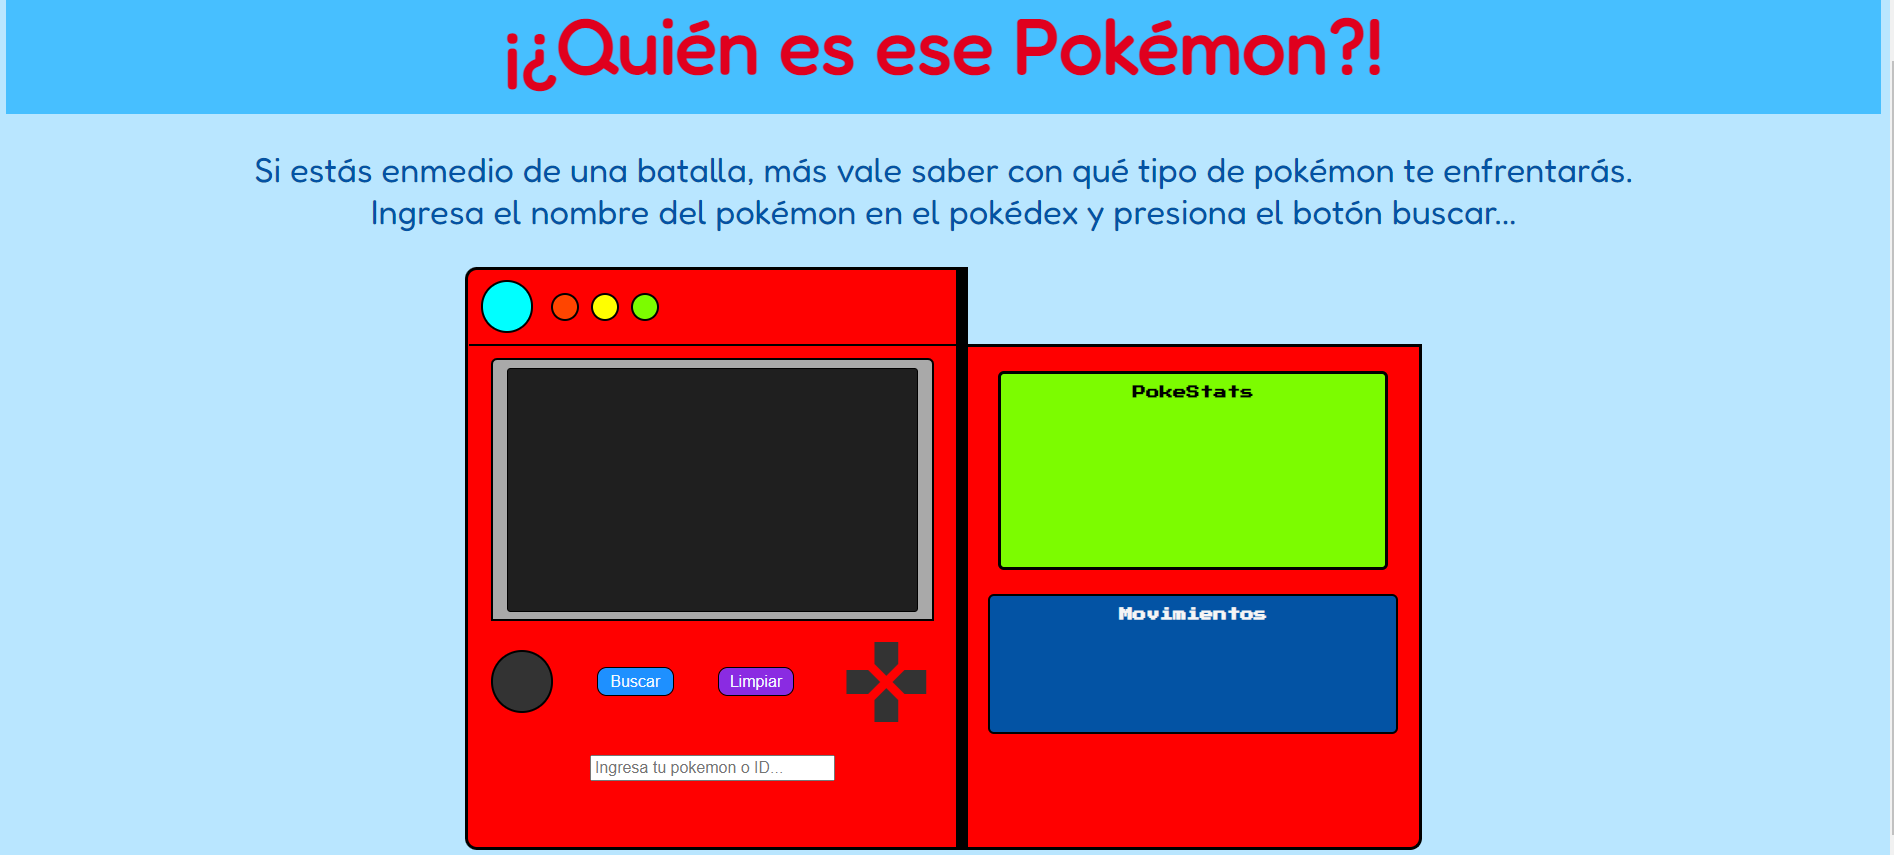 ¡¿Quién es ese Pokémon?!
Si estás enmedio de una batalla, más vale saber con qué tipo de pokémon te enfrentarás.
Ingresa el nombre del pokémon en el pokédex y presiona el botón buscar...
PokeStats
Movimientos
Buscar
Limpiar
Ingresa tu pokemon o ID...